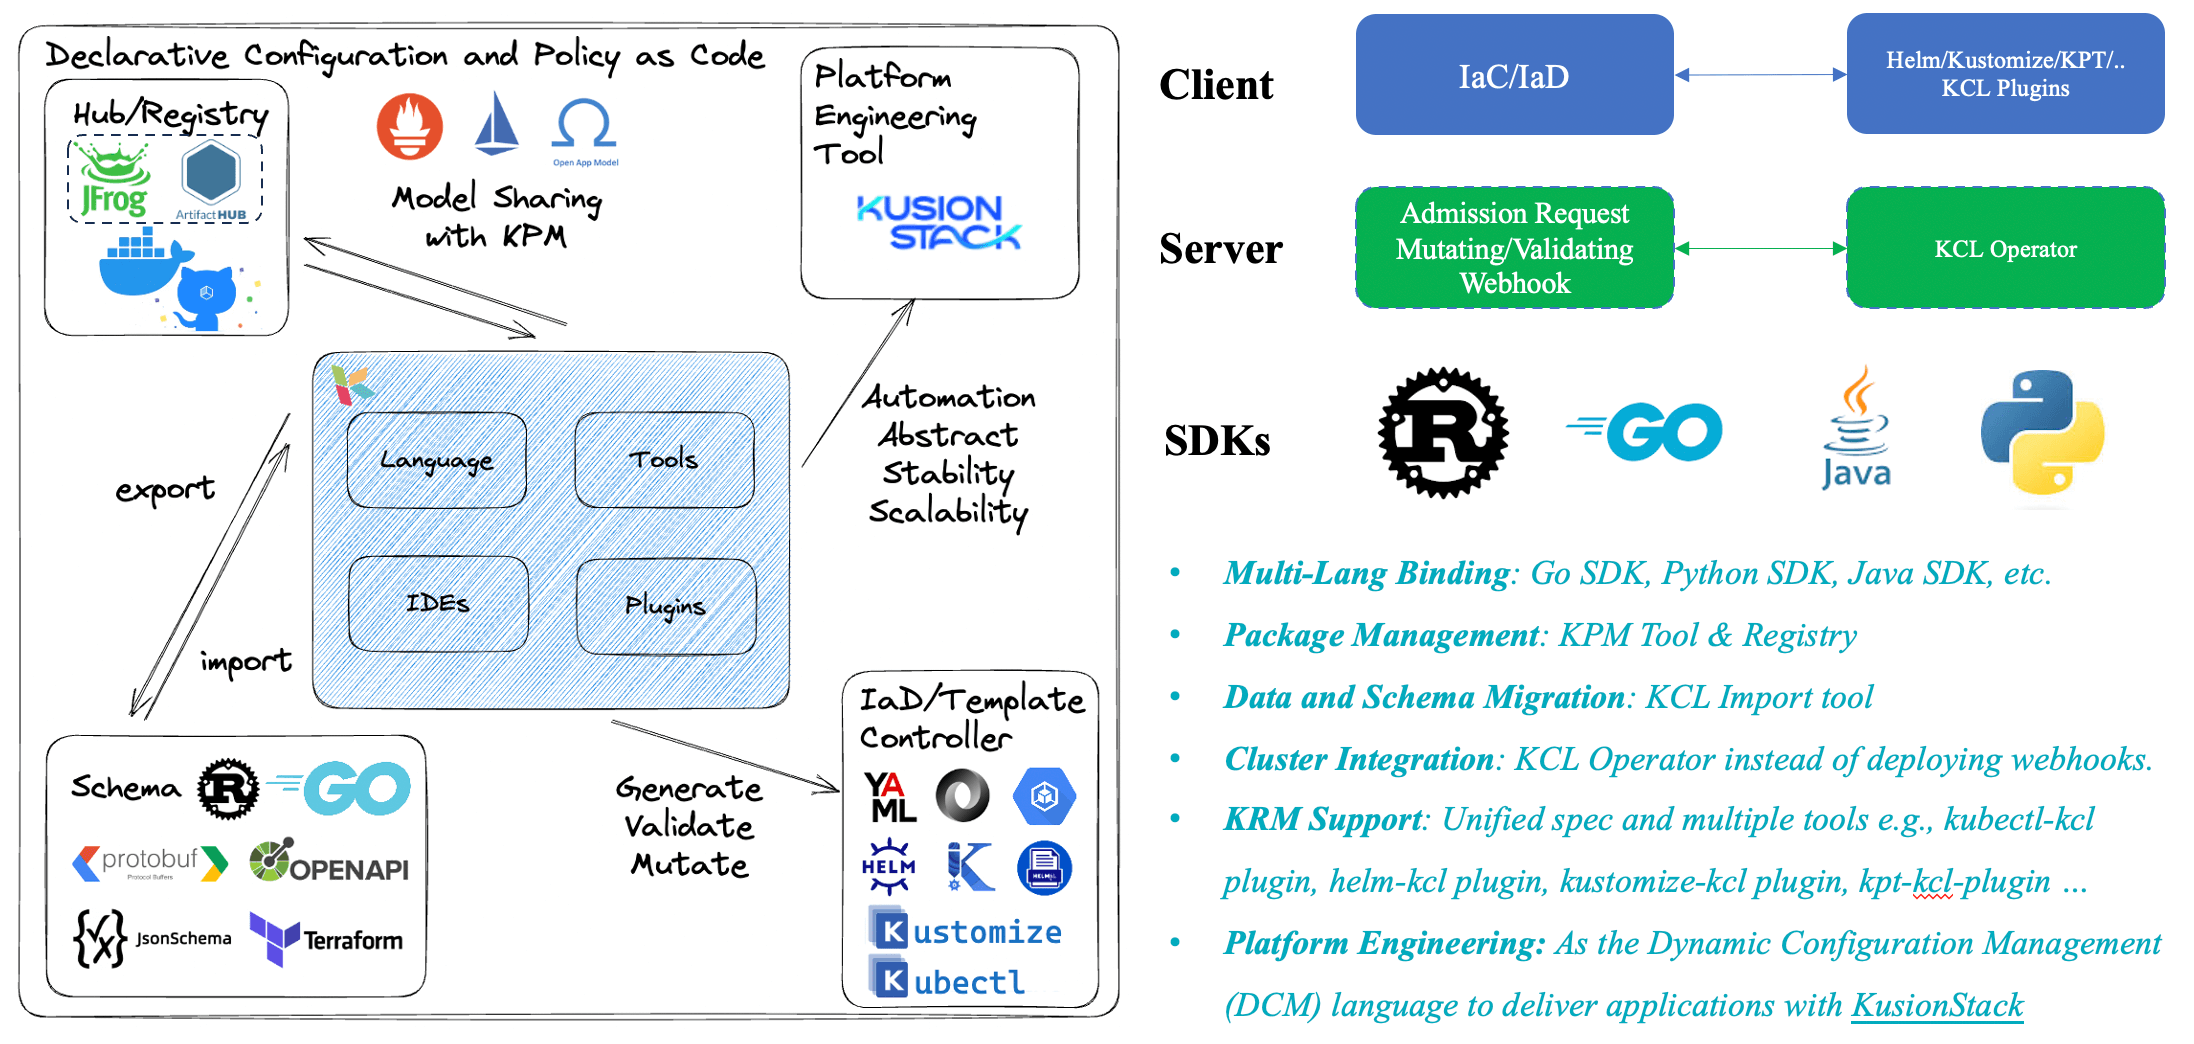 Declarative Configuration and Policy as Code
Hub/Registry
JFrog
ArtifactHUB
Open App Model
Model Sharing
with KPM
Platform
Engineering
Tool
KUSION
STACK
Language
Tools
IDEs
Plugins
Automation
Abstract
Stability
Scalability
export
import
Schema
GO
protobuf
Protocol Buffers
OPENAPI
JsonSchema
Terraform
Generate
Validate
Mutate
IaD/Template
Controller
YAML
HELM
HELM
Kustomize
Kubectl
Client
IaC/IaD
Helm/Kustomize/KPT/..
KCL Plugins
Server
Admission Request
Mutating/Validating
Webhook
KCL Operator
SDKs
R
GO
Java
• Multi-Lang Binding: Go SDK, Python SDK, Java SDK, etc.
• Package Management: KPM Tool & Registry
• Data and Schema Migration: KCL Import tool
• Cluster Integration: KCL Operator instead of deploying webhooks.
• KRM Support: Unified spec and multiple tools e.g., kubectl-kcl
plugin, helm-kcl plugin, kustomize-kcl plugin, kpt-kcl-plugin …
• Platform Engineering: As the Dynamic Configuration Management
(DCM) language to deliver applications with KusionStack